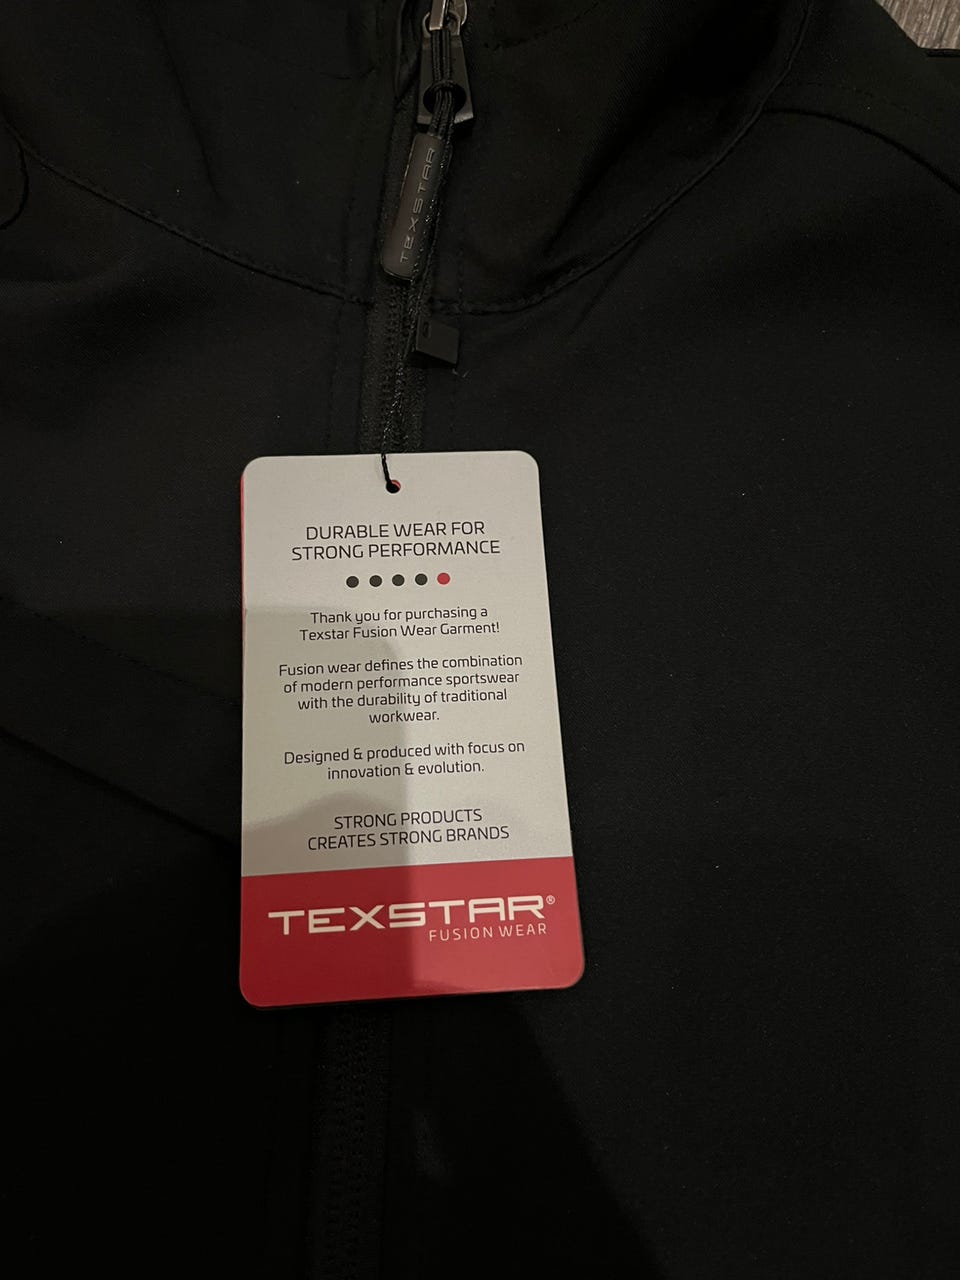 TEXSTAR
DURABLE WEAR FOR
STRONG PERFORMANCE
Thank you for purchasing a
Texstar Fusion Wear Garment!
Fusion wear defines the combination
of modern performance sportswear
with the durability of traditional
workwear.
Designed & produced with focus on
innovation & evolution.
STRONG PRODUCTS
CREATES STRONG BRANDS
TEXSTAR®
FUSION WEAR